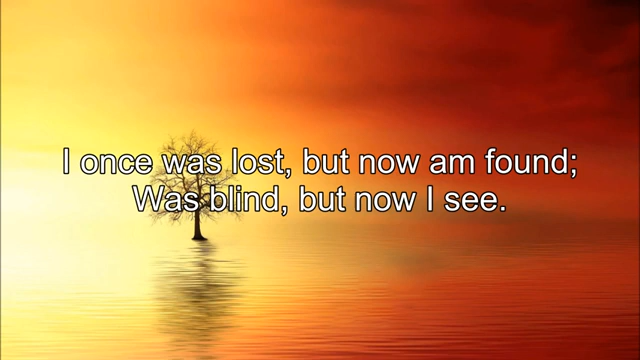 I once was lost, but now am found;
Was blind, but now I see.